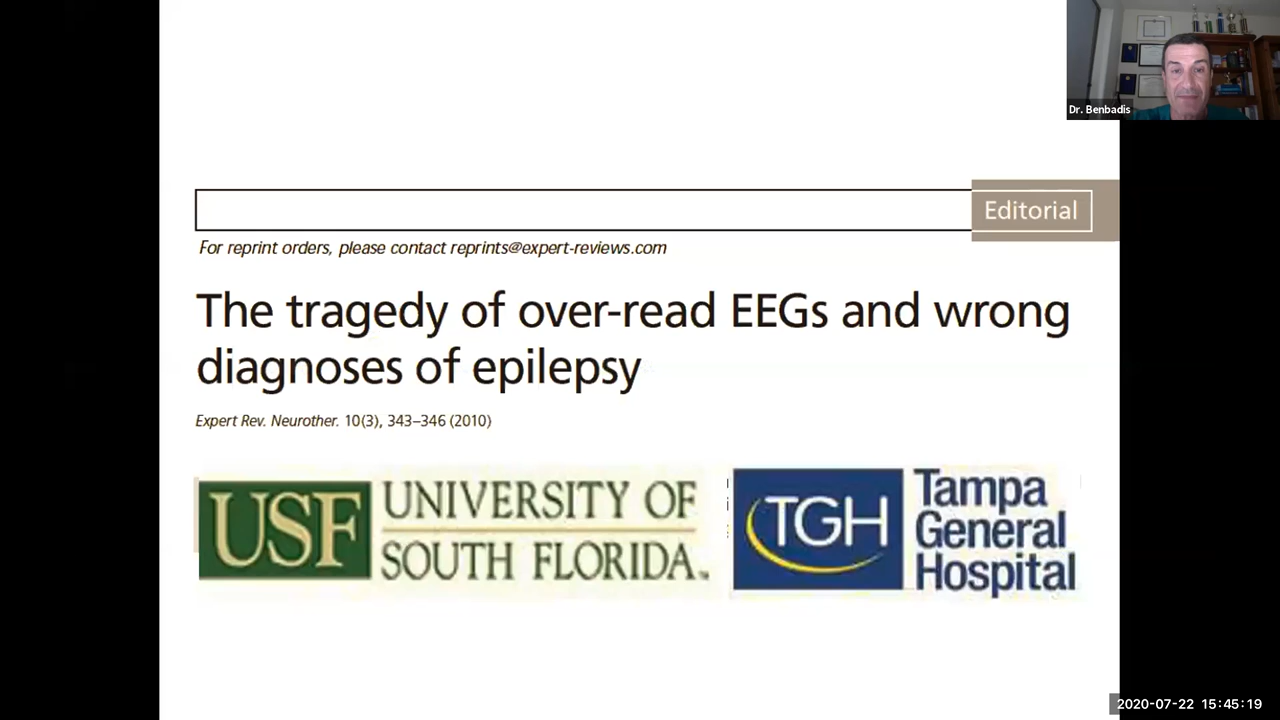 Dr. Benbadis
Editorial
For reprint orders, please contact reprints@expert-reviews.com
The tragedy of over-read EEGs and wrong
diagnoses of epilepsy
Expert Rev. Neurother. 10(3), 343–346 (2010)
USF
UNIVERSITY OF
SOUTH FLORIDA™
TGH
Tampa
General
Hospital
2020-07-22 15:45:19